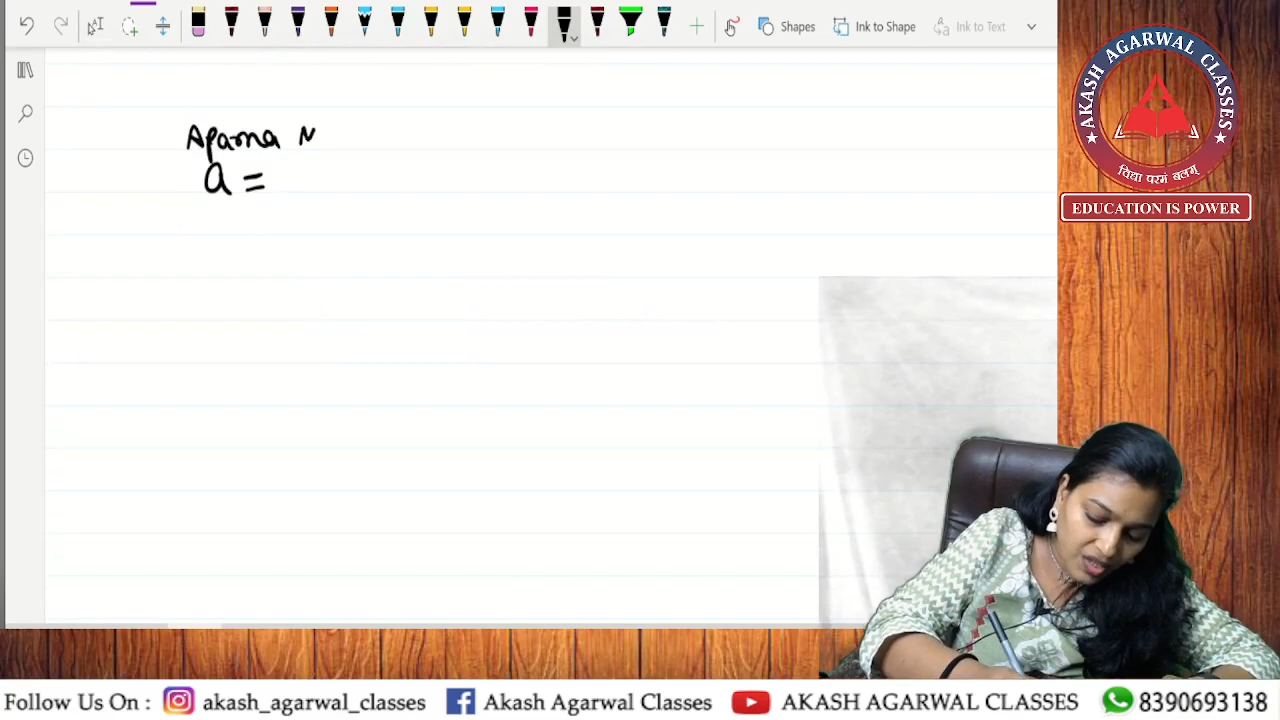 Shapes
Ink to Shape
Ink to Text
Aparna N
a =
AKASH AGARWAL CLASSES
विद्या परमं बलम्
EDUCATION IS POWER
Follow Us On : akash_agarwal_classes Akash Agarwal Classes AKASH AGARWAL CLASSES 8390693138